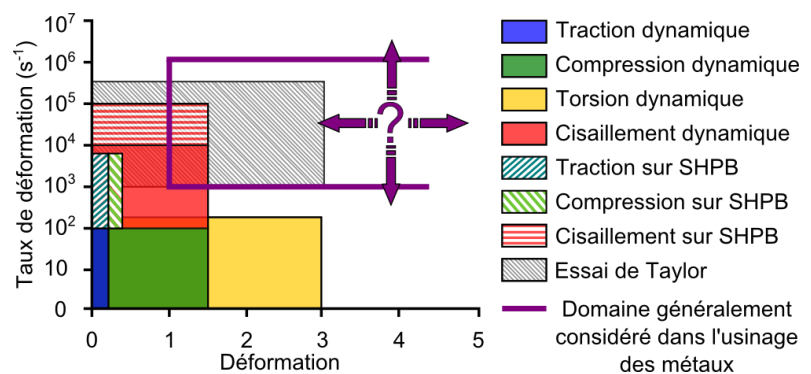 Taux de déformation (s⁻¹)
10⁷
10⁶
10⁵
10⁴
10³
10²
10
0
0 1 2 3 4 5
Déformation
?
Traction dynamique
Compression dynamique
Torsion dynamique
Cisaillement dynamique
Traction sur SHPB
Compression sur SHPB
Cisaillement sur SHPB
Essai de Taylor
Domaine généralement
considéré dans l'usinage
des métaux